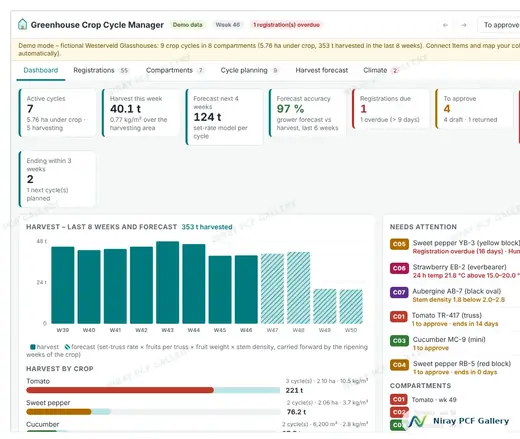 Greenhouse Crop Cycle Manager
Demo data
Week 46
1 registration(s) overdue
← →
To approve
Demo mode – fictional Westerveld Glasshouses: 9 crop cycles in 8 compartments (5.76 ha under crop, 353 t harvested in the last 8 weeks). Connect items and map your col
automatically).
Dashboard
Registrations 55
Compartments 7
Cycle planning 9
Harvest forecast
Climate 2
Active cycles
7
5.76 ha under crop ·
5 harvesting
Harvest this week
40.1 t
0.77 kg/m² over the
harvesting area
Forecast next 4
weeks
124 t
set-rate model per
cycle
Forecast accuracy
97 %
grower forecast vs
harvest, last 6 weeks
Registrations due
1
1 overdue (> 9 days)
To approve
4
4 draft · 1 returned
Ending within 3
weeks
2
1 next cycle(s)
planned
HARVEST – LAST 8 WEEKS AND FORECAST 353 t harvested
48 t
24 t
0
W39 W40 W41 W42 W43 W44 W45 W46 W47 W48 W49 W50
harvest forecast (set-truss rate × fruits per truss × fruit weight × stem density, carried forward by the ripening
weeks of the crop)
HARVEST BY CROP
Tomato
3 cycle(s) · 2.10 ha · 10.5 kg/m²
221 t
Sweet pepper
2 cycle(s) · 2.06 ha · 3.7 kg/m²
76.2 t
Cucumber
2 cycle(s) · 6,200 m² · 2.8 kg/m²
NEEDS ATTENTION
C05 Sweet pepper YB-3 (yellow block)
Registration overdue (16 days) · Hum
C06 Strawberry EB-2 (everbearer)
24 h temp 21.8 °C above 15.0–20.0 °
C07 Aubergine AB-7 (black oval)
Stem density 1.8 below 2.0–2.8
C01 Tomato TR-417 (truss)
1 to approve · ends in 14 days
C03 Cucumber MC-9 (mini)
1 to approve
C04 Sweet pepper RB-5 (red block)
1 to approve · ends in 0 days
COMPARTMENTS
C01 Tomato · wk 49
C02
Niray PCF Gallery